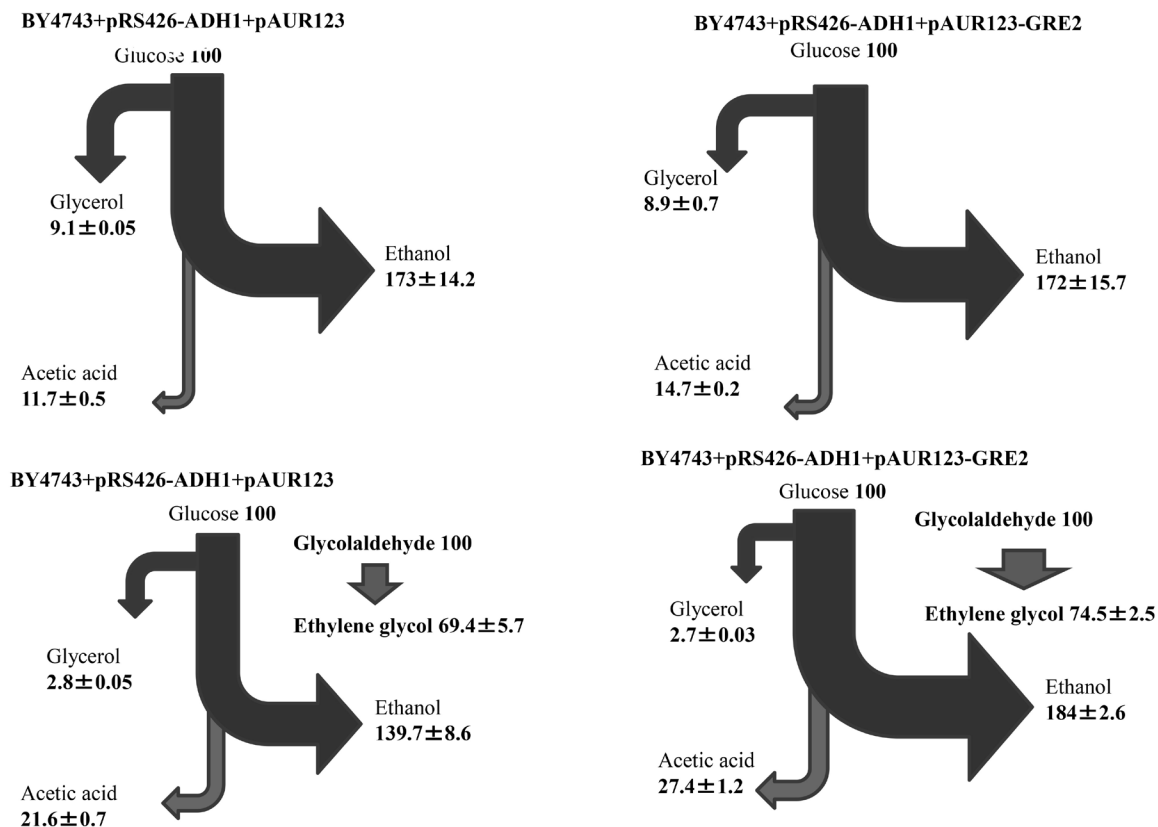 BY4743+pRS426-ADH1+pAUR123
Glucose 100
Glycerol
9.1±0.05
Ethanol
173±14.2
Acetic acid
11.7±0.5
BY4743+pRS426-ADH1+pAUR123-GRE2
Glucose 100
Glycerol
8.9±0.7
Ethanol
172±15.7
Acetic acid
14.7±0.2
BY4743+pRS426-ADH1+pAUR123
Glucose 100
Glycolaldehyde 100
Ethylene glycol 69.4±5.7
Glycerol
2.8±0.05
Ethanol
139.7±8.6
Acetic acid
21.6±0.7
BY4743+pRS426-ADH1+pAUR123-GRE2
Glucose 100
Glycolaldehyde 100
Glycerol
2.7±0.03
Ethylene glycol 74.5±2.5
Ethanol
184±2.6
Acetic acid
27.4±1.2